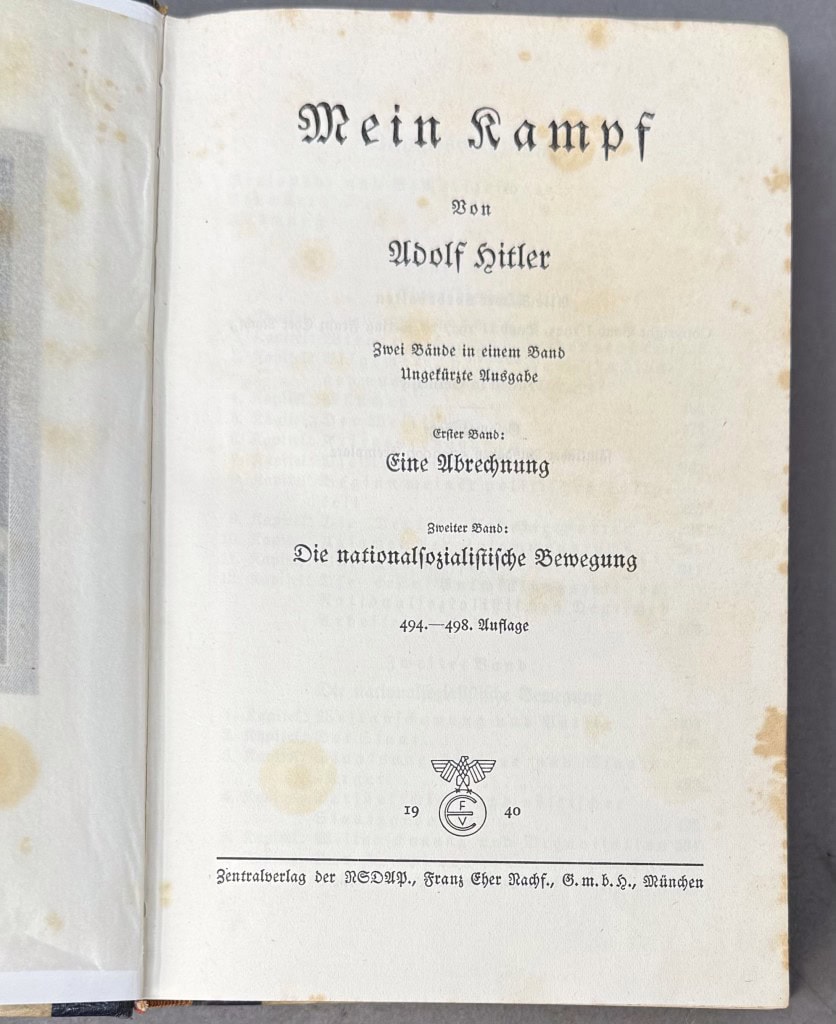 Mein Kampf
Von
Adolf Hitler
Zwei Bände in einem Band
Ungekürzte Ausgabe
Erster Band:
Eine Abrechnung
Zweiter Band:
Die nationalsozialistische Bewegung
494.—498. Auflage
19 F E V 40
Zentralverlag der NSDAP., Franz Eher Nachf., G.m.b.H., München